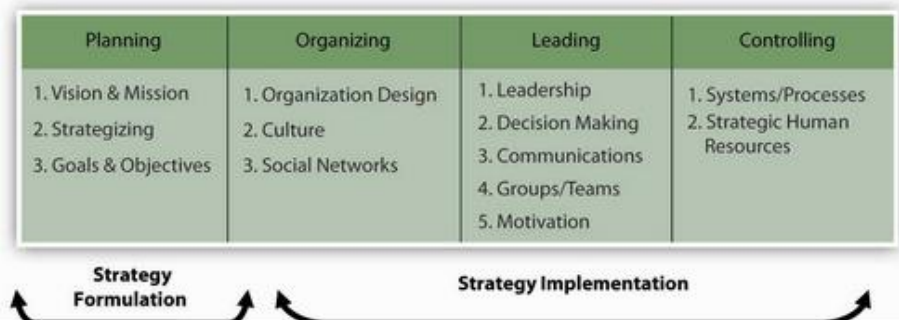 Planning
Organizing
Leading
Controlling
1. Vision & Mission
2. Strategizing
3. Goals & Objectives
1. Organization Design
2. Culture
3. Social Networks
1. Leadership
2. Decision Making
3. Communications
4. Groups/Teams
5. Motivation
1. Systems/Processes
2. Strategic Human
Resources
Strategy
Formulation
Strategy Implementation